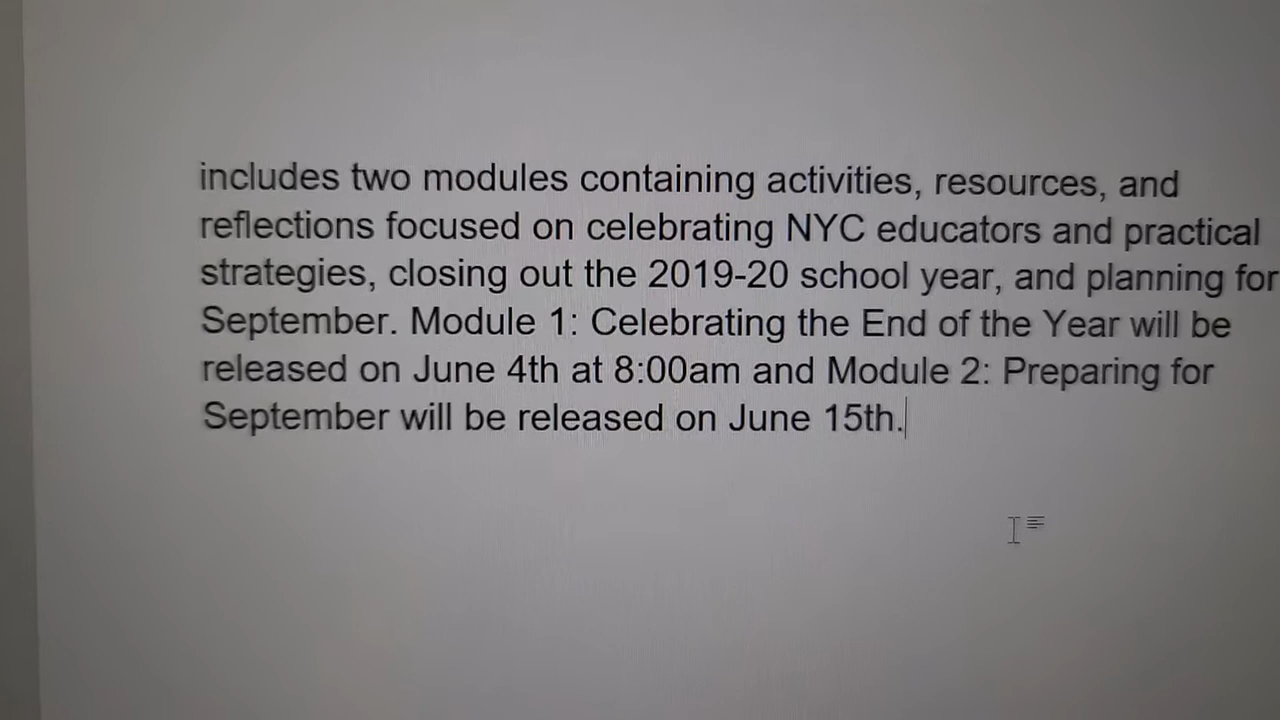 includes two modules containing activities, resources, and
reflections focused on celebrating NYC educators and practical
strategies, closing out the 2019-20 school year, and planning for
September. Module 1: Celebrating the End of the Year will be
released on June 4th at 8:00am and Module 2: Preparing for
September will be released on June 15th.